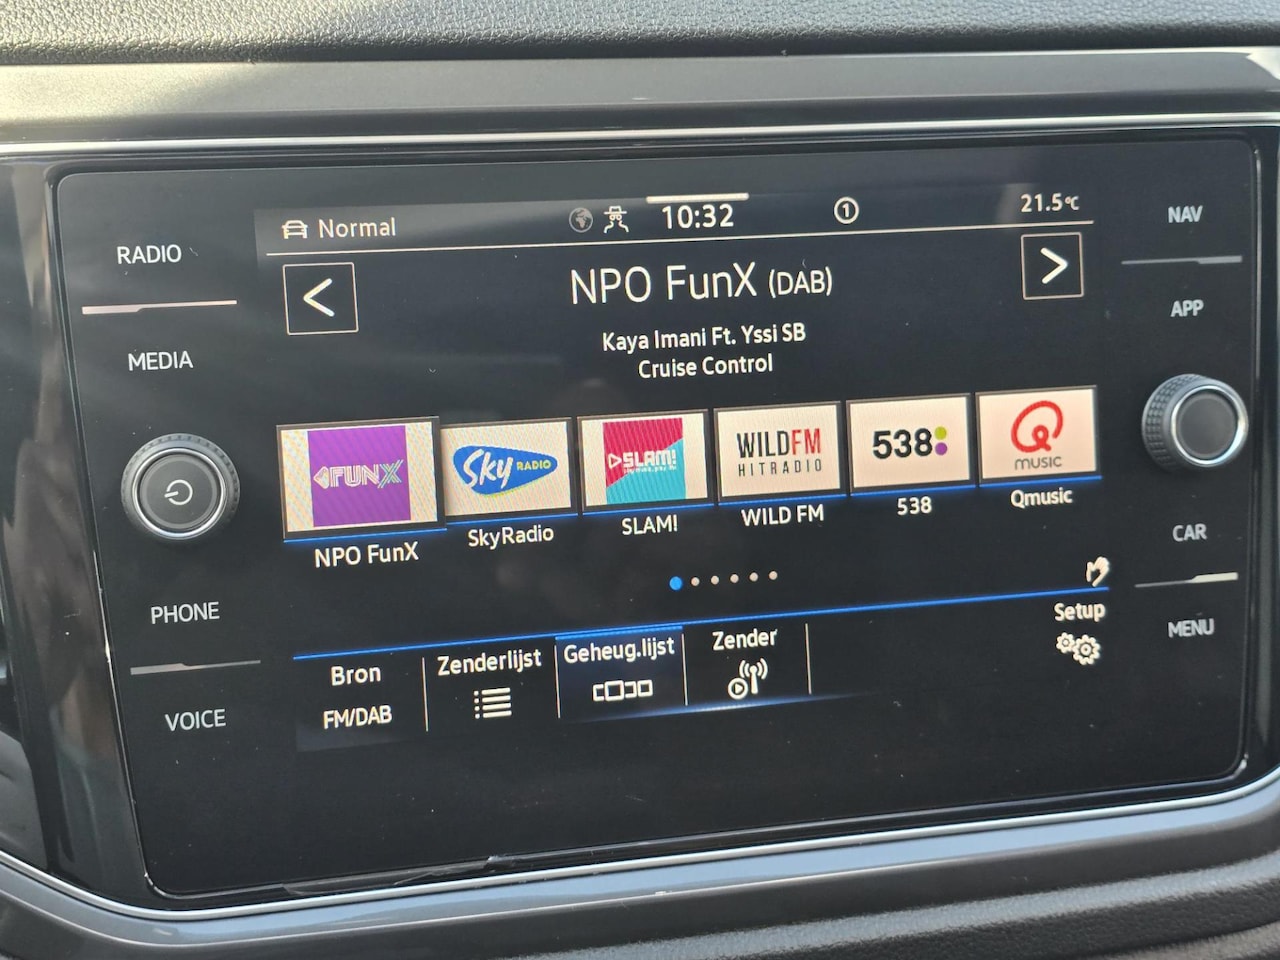 Normal
10:32
1
21.5°C
NPO FunX (DAB)
Kaya Imani Ft. Yssi SB
Cruise Control
RADIO
MEDIA
PHONE
VOICE
NAV
APP
CAR
MENU
FUNX
Sky RADIO
SLAM!
WILDFM
HITRADIO
538
Q
MUSIC
NPO FunX
SkyRadio
SLAM!
WILD FM
538
Qmusic
Bron
FM/DAB
Zenderlijst
Geheug.lijst
Zender
Setup